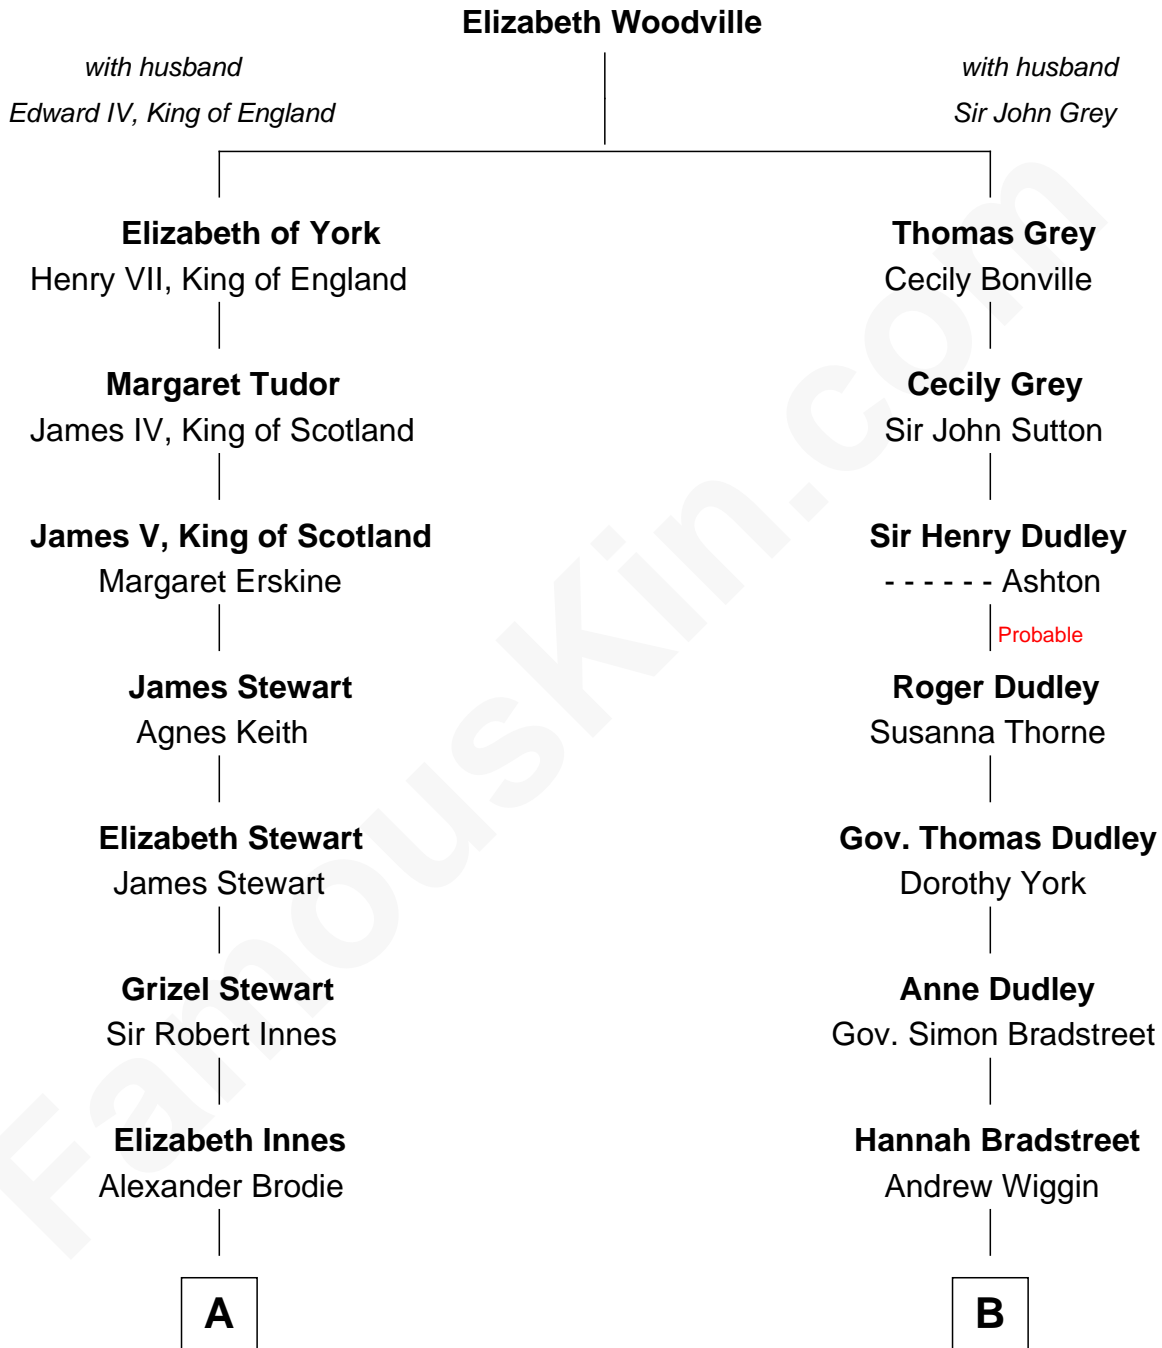 Elizabeth Woodville
with husband
Edward IV, King of England
with husband
Sir John Grey
Elizabeth of York
Henry VII, King of England
Thomas Grey
Cecily Bonville
Margaret Tudor
James IV, King of Scotland
Cecily Grey
Sir John Sutton
James V, King of Scotland
Margaret Erskine
Sir Henry Dudley
- - - - - - Ashton
Probable
James Stewart
Agnes Keith
Roger Dudley
Susanna Thorne
Elizabeth Stewart
James Stewart
Gov. Thomas Dudley
Dorothy York
Grizel Stewart
Sir Robert Innes
Anne Dudley
Gov. Simon Bradstreet
Elizabeth Innes
Alexander Brodie
Hannah Bradstreet
Andrew Wiggin
A
B
FamousKin.com